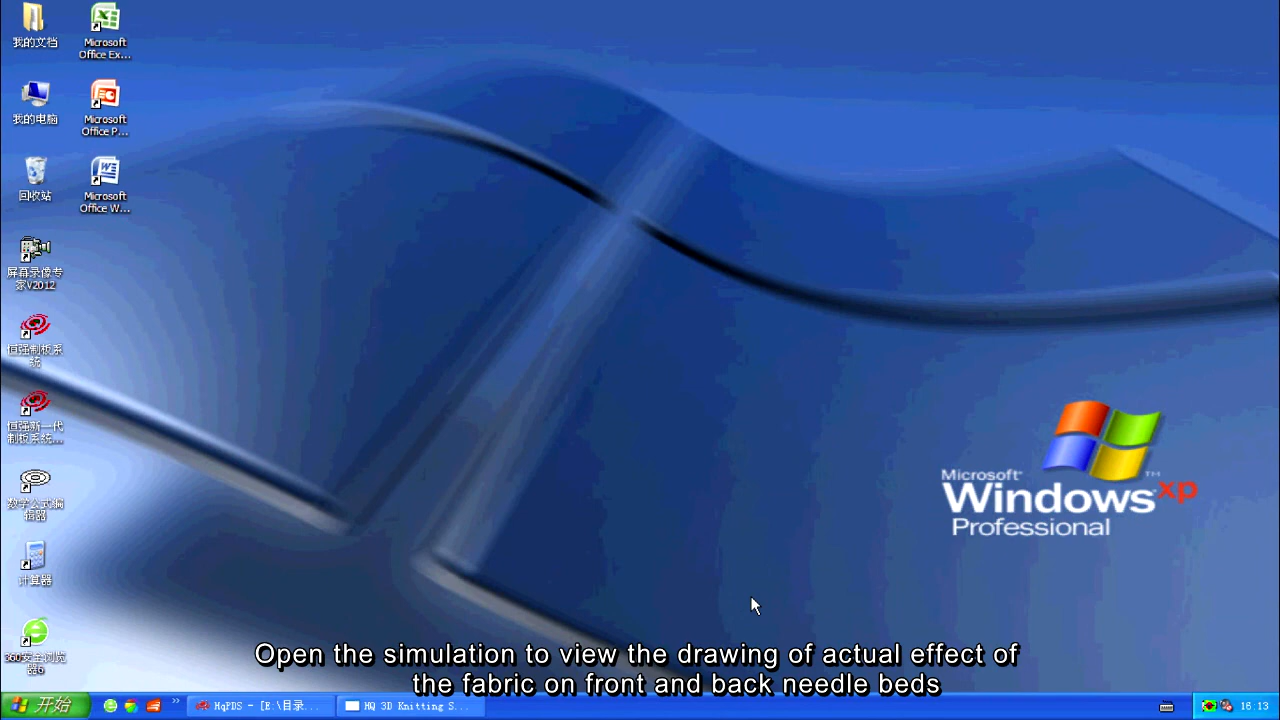 我的文档
Microsoft
Office Ex...
我的电脑
Microsoft
Office P...
回收站
Microsoft
Office W...
屏幕录像专
家V2012
恒强制板系
统
恒强新一代
制板系统...
数学公式编
辑器
计算器
360安全浏览
器6
Microsoft
Windows xp
Professional
TM
Open the simulation to view the drawing of actual effect of
the fabric on front and back needle beds
开始
HqPDS - [E:\目录...
HQ 3D Knitting S...
16:13